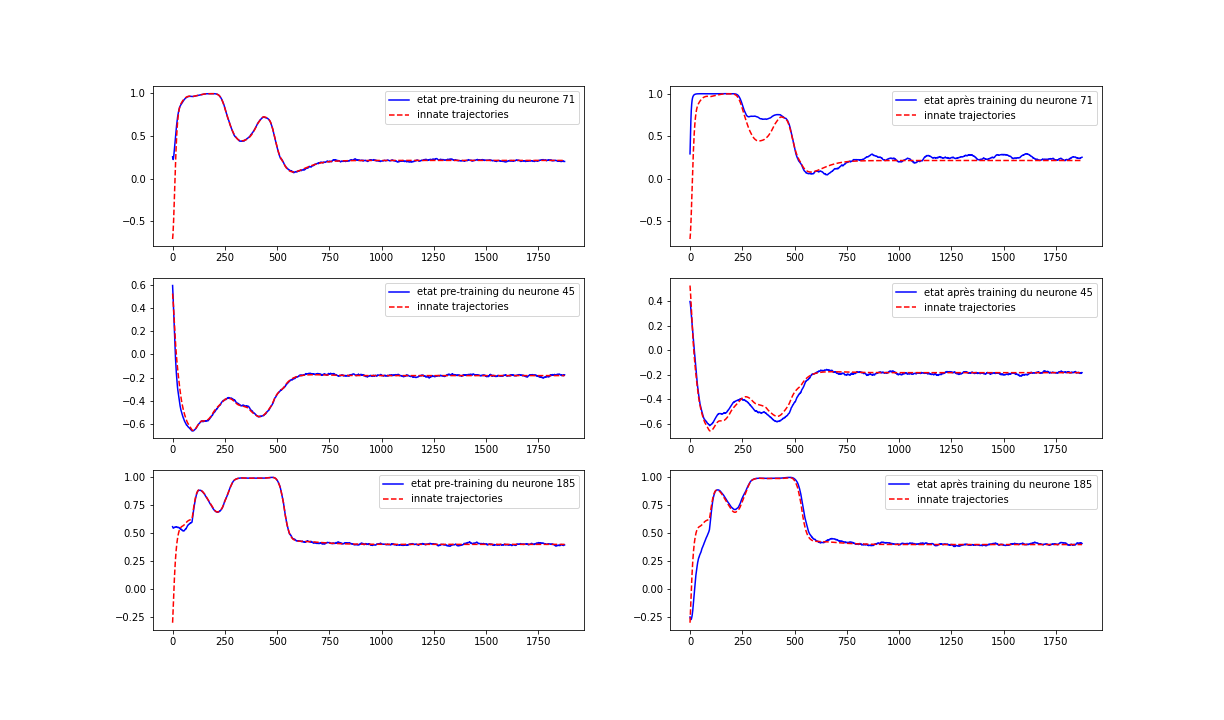 etat pre-training du neurone 71
innate trajectories
1.0
0.5
0.0
−0.5
0 250 500 750 1000 1250 1500 1750
etat après training du neurone 71
innate trajectories
1.0
0.5
0.0
−0.5
0 250 500 750 1000 1250 1500 1750
etat pre-training du neurone 45
innate trajectories
0.6
0.4
0.2
0.0
−0.2
−0.4
−0.6
0 250 500 750 1000 1250 1500 1750
etat après training du neurone 45
innate trajectories
0.4
0.2
0.0
−0.2
−0.4
−0.6
0 250 500 750 1000 1250 1500 1750
etat pre-training du neurone 185
innate trajectories
1.00
0.75
0.50
0.25
0.00
−0.25
0 250 500 750 1000 1250 1500 1750
etat après training du neurone 185
innate trajectories
1.00
0.75
0.50
0.25
0.00
−0.25
0 250 500 750 1000 1250 1500 1750